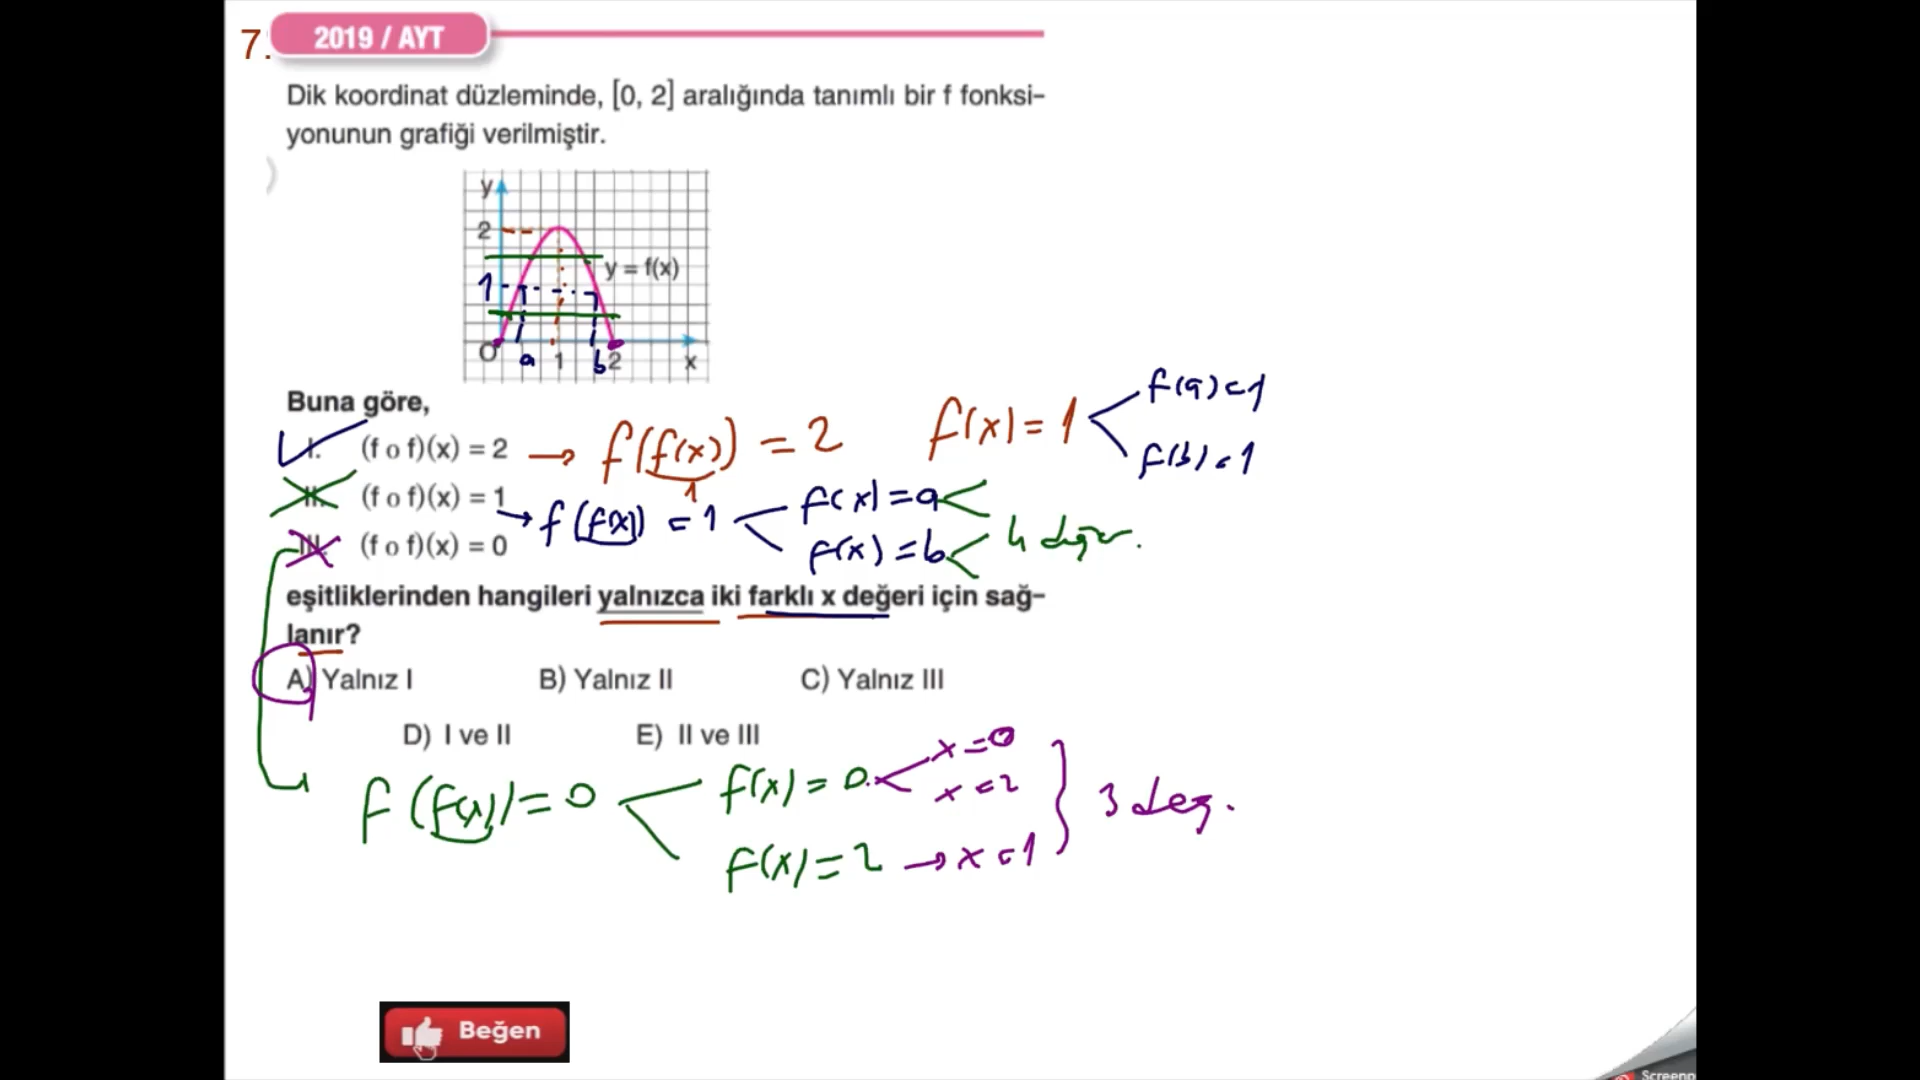 7.
2019 / AYT
Dik koordinat düzleminde, [0, 2] aralığında tanımlı bir f fonksi-
yonunun grafiği verilmiştir.
y
2
y = f(x)
1
O a 1 b 2 x
Buna göre,
I. (f o f)(x) = 2 → f(f(x)) = 2 f(x) = 1 f(a) = 1
1 f(b) = 1
II. (f o f)(x) = 1 → f(f(x)) = 1 f(x) = a
III. (f o f)(x) = 0 f(x) = b 4 değer.
eşitliklerinden hangileri yalnızca iki farklı x değeri için sağ-
lanır?
A) Yalnız I B) Yalnız II C) Yalnız III
D) I ve II E) II ve III
f(f(x)) = 0 f(x) = 0 x = 0
x = 2
f(x) = 2 → x = 1 3 değ.
Beğen